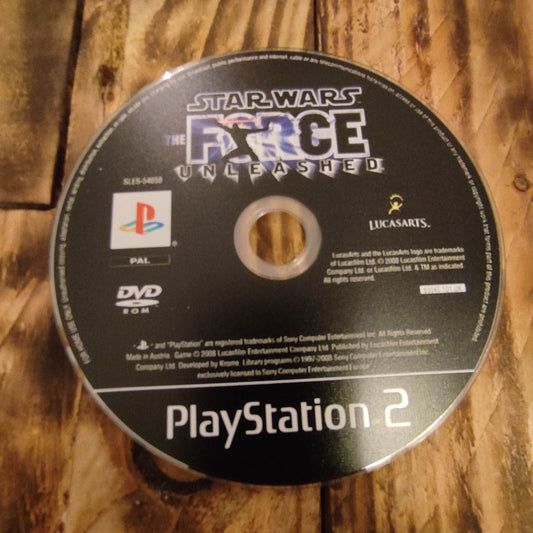 STAR WARS
THE FORCE
UNLEASHED
SLES-54658
PAL
DVD
ROM
LUCASARTS.
LucasArts and the LucasArts logo are trademarks
of Lucasfilm Ltd. © 2008 Lucasfilm Entertainment
Company Ltd. or Lucasfilm Ltd. & TM as indicated.
All rights reserved.
and "PlayStation" are registered trademarks of Sony Computer Entertainment Inc. All Rights Reserved.
Made in Austria. Game © 2008 Lucasfilm Entertainment Company Ltd. Published by Lucasfilm Entertainment
Company Ltd. Developed by Krome. Library programs © 1997-2008 Sony Computer Entertainment Inc.
exclusively licensed to Sony Computer Entertainment Europe.
PlayStation 2